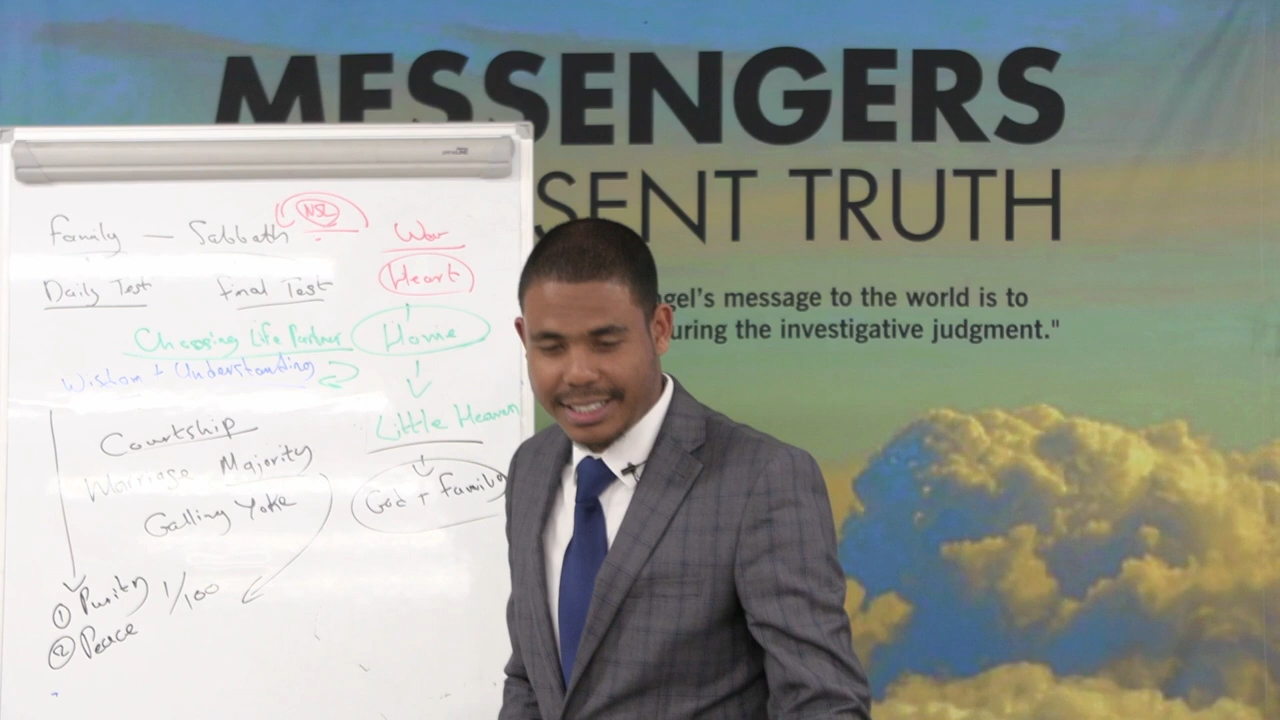 MESSENGERS
SENT TRUTH
gel's message to the world is to
uring the investigative judgment."
NSL
Family — Sabbath
War
Daily Test Final Test
Heart
Choosing Life Partner Home
Wisdom + Understanding
Little Heaven
Courtship
Marriage Majority
God + Family
Galling Yoke
① Purity 1/100
② Peace